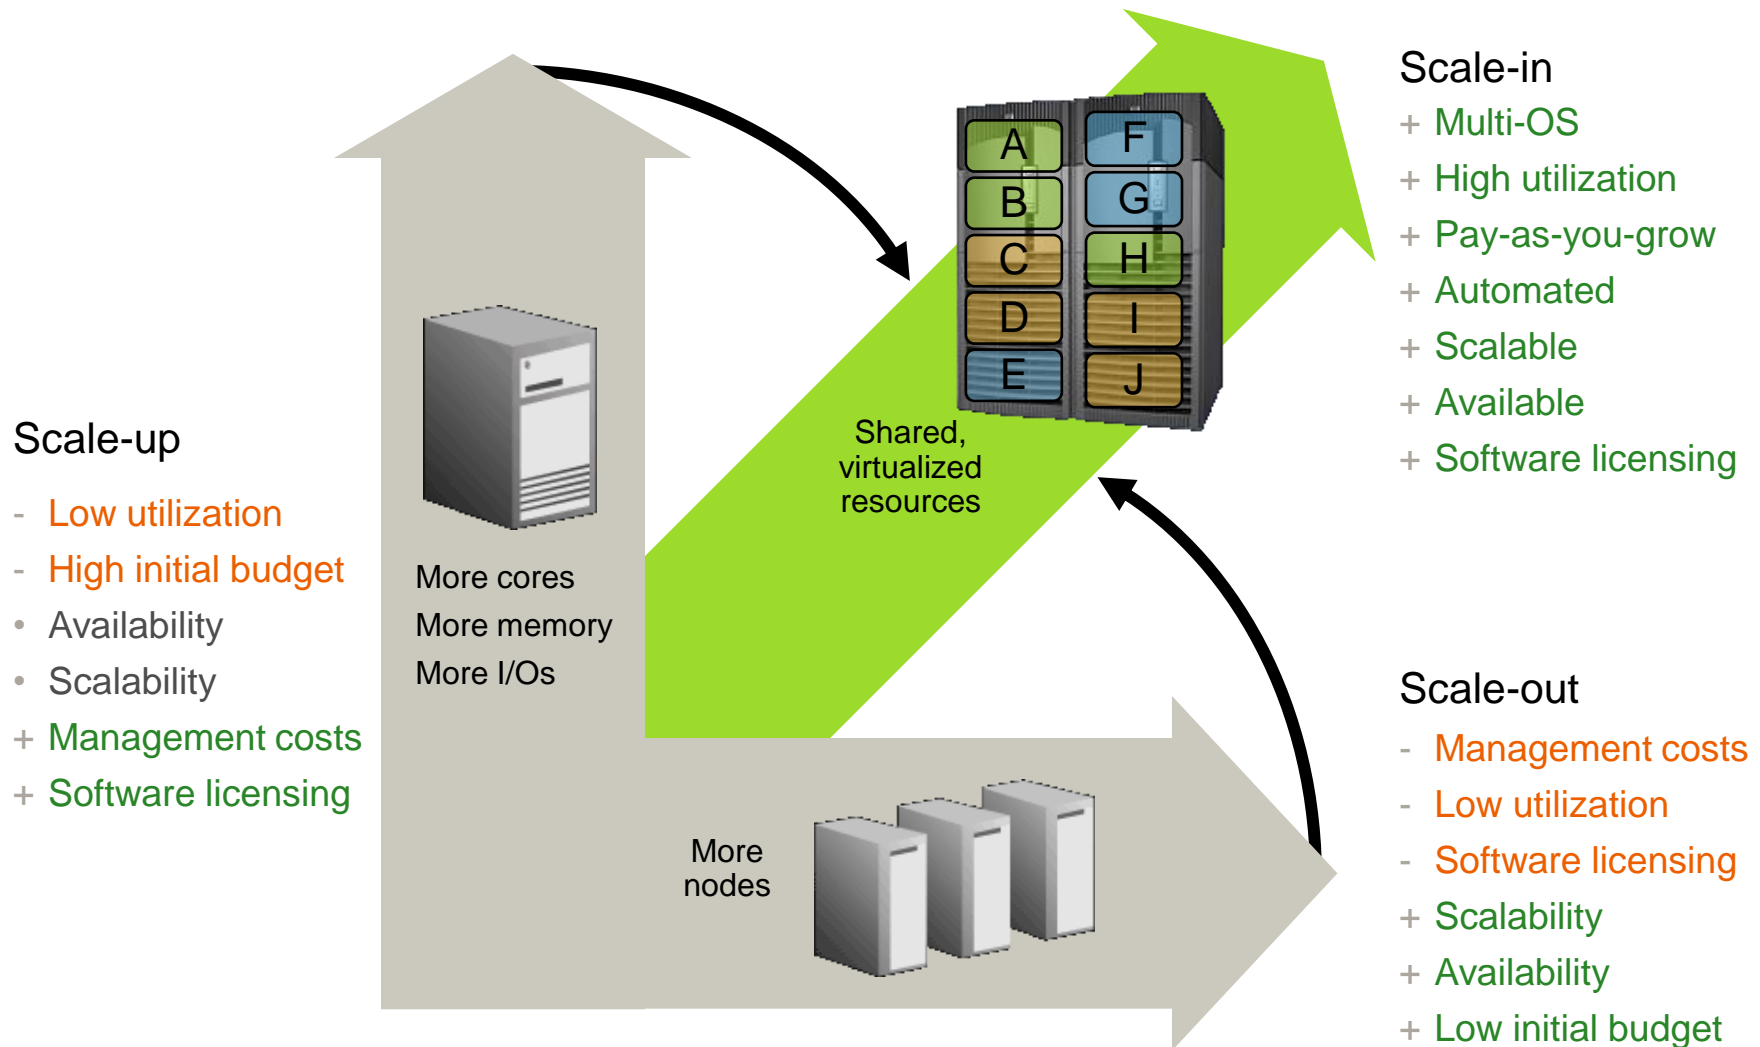 Scale-up
- Low utilization
- High initial budget
• Availability
• Scalability
+ Management costs
+ Software licensing
More cores
More memory
More I/Os
A
B
C
D
E
F
G
H
I
J
Shared,
virtualized
resources
More
nodes
Scale-in
+ Multi-OS
+ High utilization
+ Pay-as-you-grow
+ Automated
+ Scalable
+ Available
+ Software licensing
Scale-out
- Management costs
- Low utilization
- Software licensing
+ Scalability
+ Availability
+ Low initial budget